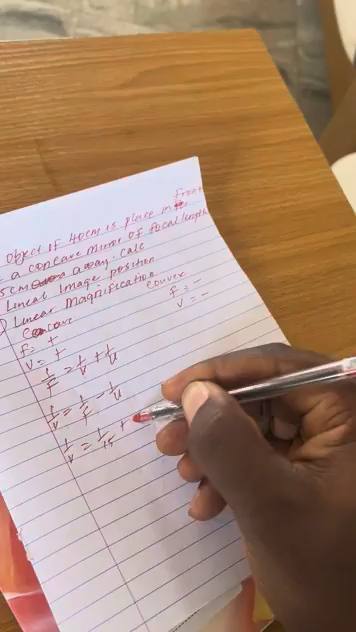 object of 40cm is place in front
a concave mirror of focal length
5cm away. calc
Linear Image position
Linear Magnification
Concave
convex
f = +
f = -
v = +
v = -
1/f = 1/v + 1/u
1/v = 1/f - 1/u
1/v = 1/15 +